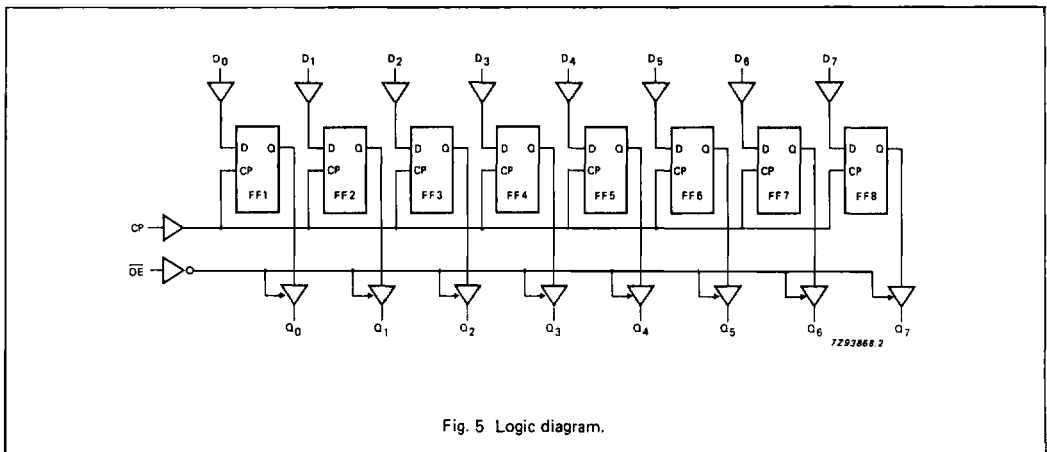 D0 D1 D2 D3 D4 D5 D6 D7
D Q D Q D Q D Q D Q D Q D Q D Q
CP CP CP CP CP CP CP CP
FF1 FF2 FF3 FF4 FF5 FF6 FF7 FF8
CP
OE
Q0 Q1 Q2 Q3 Q4 Q5 Q6 Q7
7Z93868.2
Fig. 5 Logic diagram.